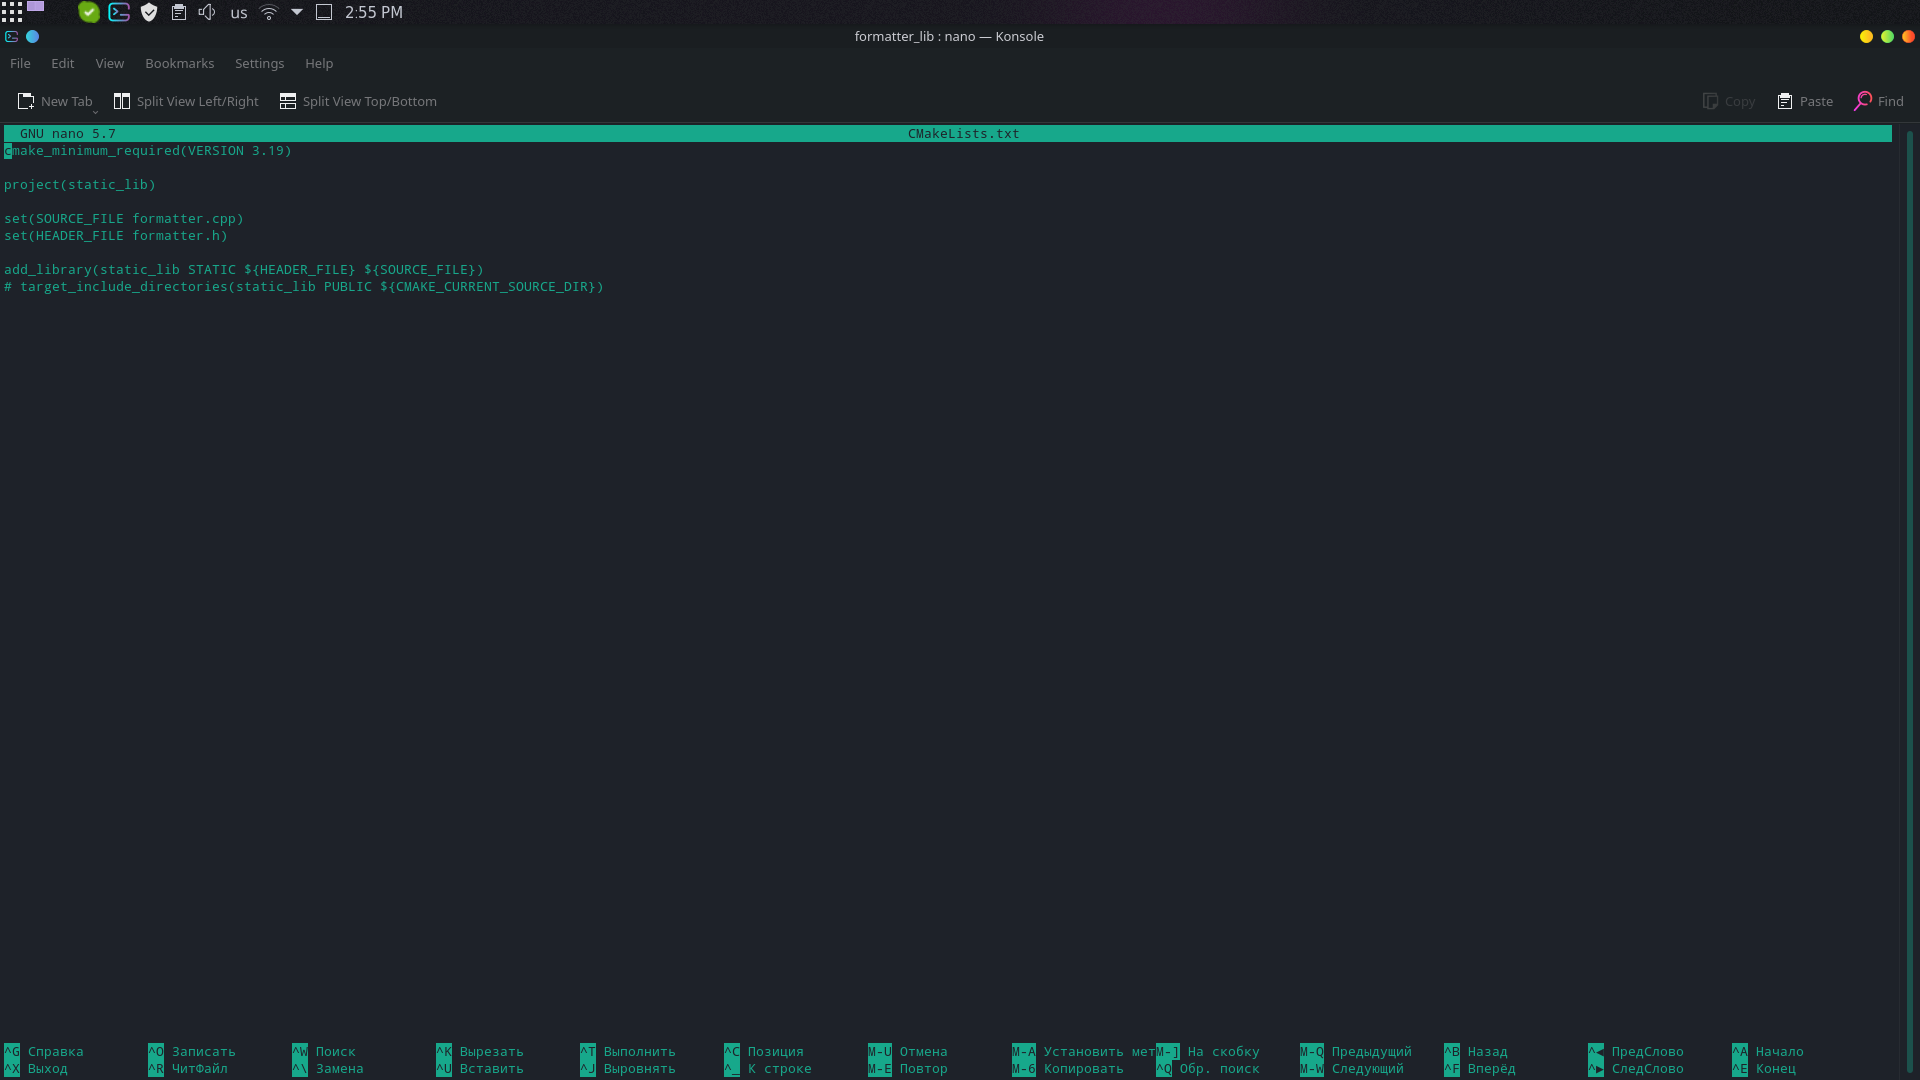 us 2:55 PM
formatter_lib : nano — Konsole
File Edit View Bookmarks Settings Help
New Tab Split View Left/Right Split View Top/Bottom Copy Paste Find
GNU nano 5.7 CMakeLists.txt
cmake_minimum_required(VERSION 3.19)
project(static_lib)
set(SOURCE_FILE formatter.cpp)
set(HEADER_FILE formatter.h)
add_library(static_lib STATIC ${HEADER_FILE} ${SOURCE_FILE})
# target_include_directories(static_lib PUBLIC ${CMAKE_CURRENT_SOURCE_DIR})
^G Справка ^O Записать ^W Поиск ^K Вырезать ^T Выполнить ^C Позиция M-U Отмена M-A Установить мет M-] На скобку M-Q Предыдущий ^B Назад ^◀ ПредСлово ^A Начало
^X Выход ^R ЧитФайл ^\ Замена ^U Вставить ^J Выровнять ^_ К строке M-E Повтор M-6 Копировать ^Q Обр. поиск M-W Следующий ^F Вперёд ^▶ СледСлово ^E Конец